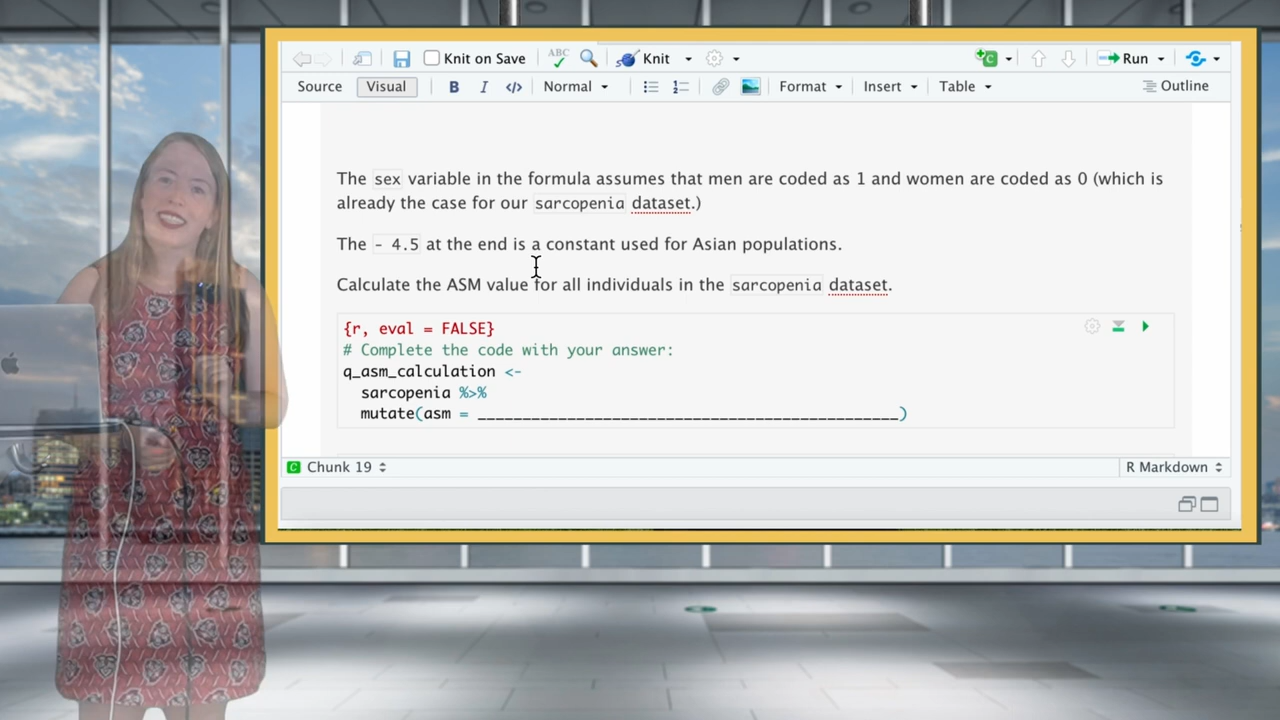 Knit on Save
ABC
Knit
Run
Source
Visual
B
I
</>
Normal
Format
Insert
Table
Outline
The sex variable in the formula assumes that men are coded as 1 and women are coded as 0 (which is
already the case for our sarcopenia dataset.)
The - 4.5 at the end is a constant used for Asian populations.
Calculate the ASM value for all individuals in the sarcopenia dataset.
{r, eval = FALSE}
# Complete the code with your answer:
q_asm_calculation <-
sarcopenia %>%
mutate(asm = _______________________________________________)
C Chunk 19
R Markdown